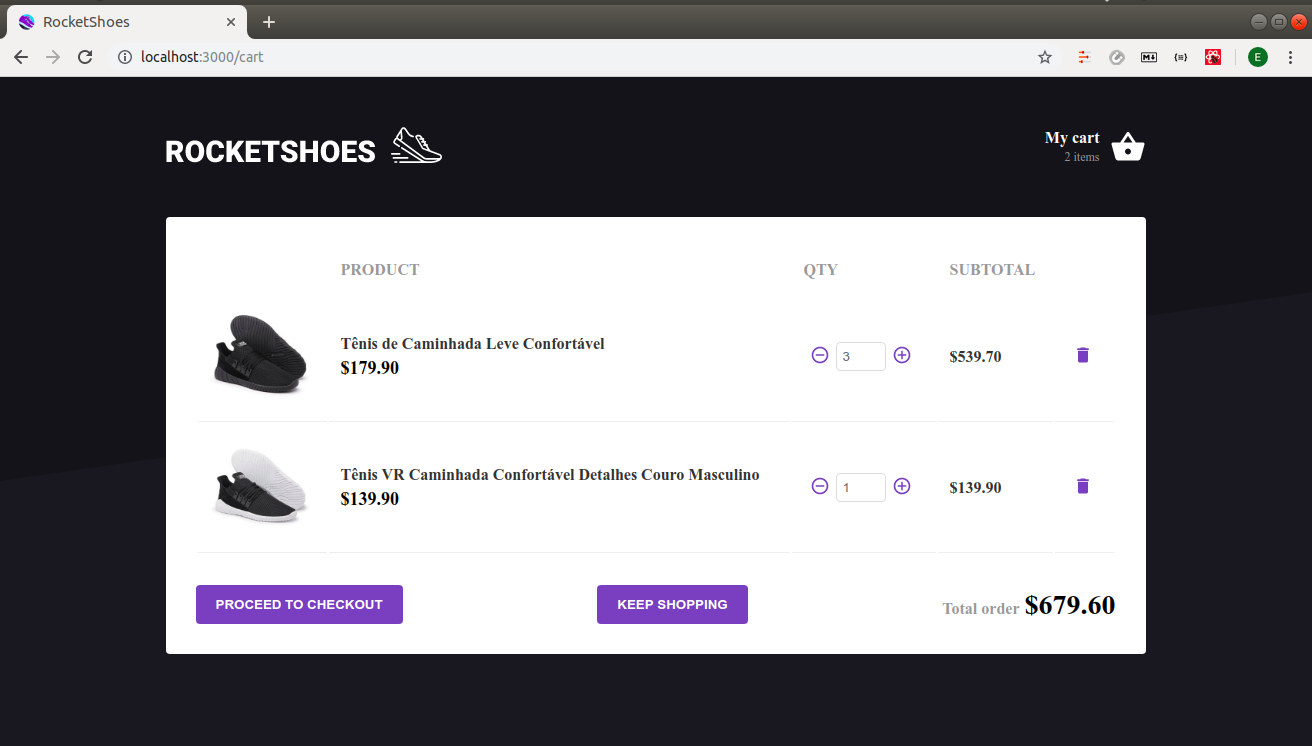 RocketShoes
localhost:3000/cart
E
ROCKETSHOES
My cart
2 items
PRODUCT QTY SUBTOTAL
Tênis de Caminhada Leve Confortável
$179.90
3
$539.70
Tênis VR Caminhada Confortável Detalhes Couro Masculino
$139.90
1
$139.90
PROCEED TO CHECKOUT KEEP SHOPPING Total order $679.60